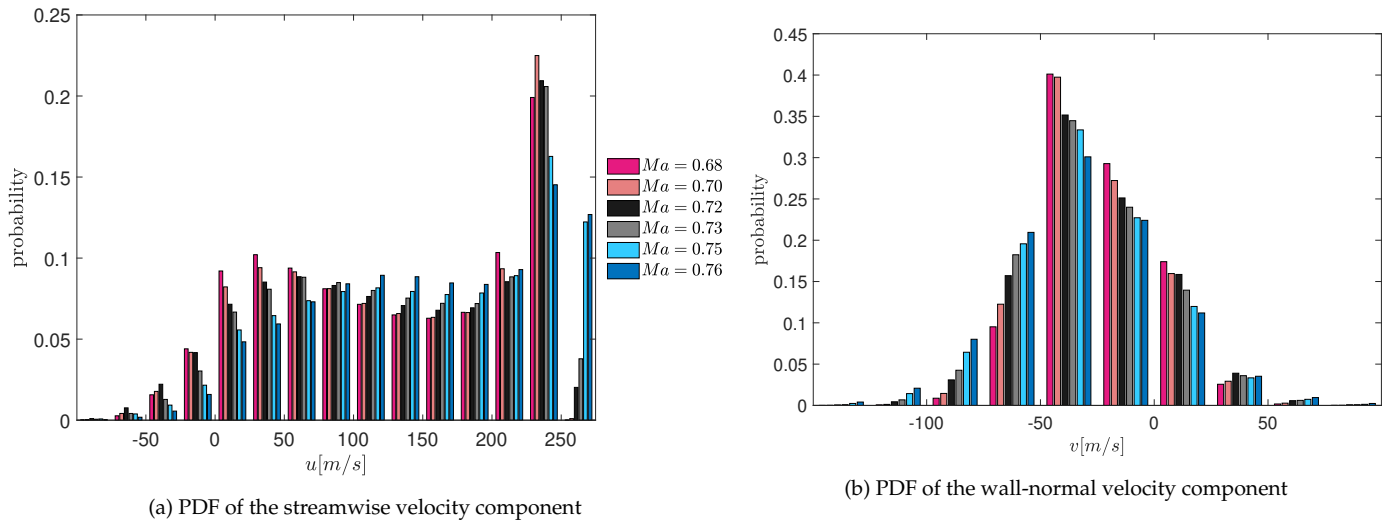 0.25
0.2
0.15
0.1
0.05
0
probability
-50 0 50 100 150 200 250
u[m/s]
(a) PDF of the streamwise velocity component
Ma = 0.68
Ma = 0.70
Ma = 0.72
Ma = 0.73
Ma = 0.75
Ma = 0.76
0.45
0.4
0.35
0.3
0.25
0.2
0.15
0.1
0.05
0
probability
-100 -50 0 50
v[m/s]
(b) PDF of the wall-normal velocity component